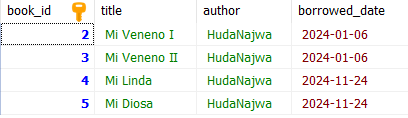 book_id title author borrowed_date
2 Mi Veneno I HudaNajwa 2024-01-06
3 Mi Veneno II HudaNajwa 2024-01-06
4 Mi Linda HudaNajwa 2024-11-24
5 Mi Diosa HudaNajwa 2024-11-24